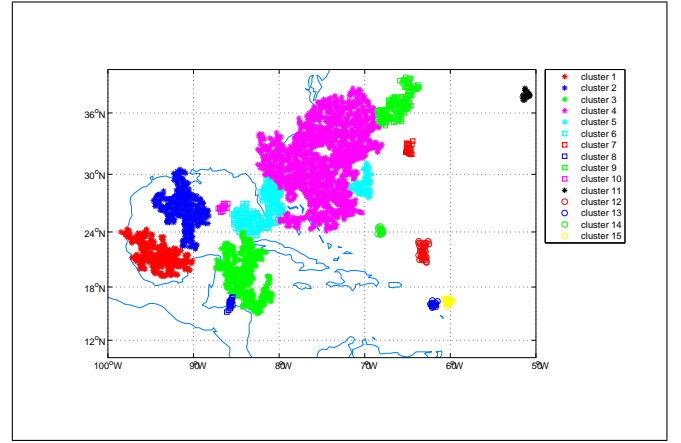 cluster 1
cluster 2
cluster 3
cluster 4
cluster 5
cluster 6
cluster 7
cluster 8
cluster 9
cluster 10
cluster 11
cluster 12
cluster 13
cluster 14
cluster 15
36°N
30°N
24°N
18°N
12°N
100°W 90°W 80°W 70°W 60°W 50°W